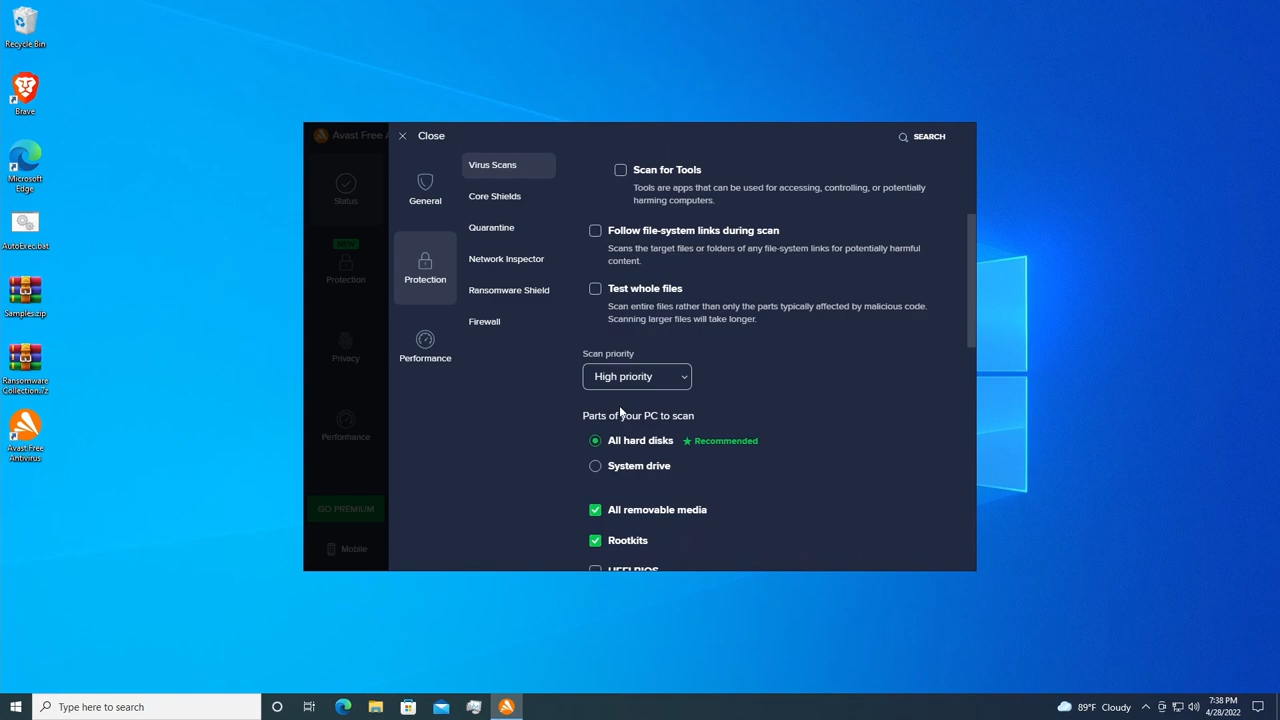 Recycle Bin
Brave
Microsoft
Edge
AutoExec.bat
Samples.zip
Ransomware
Collection.7z
Avast Free
Antivirus
Avast Free A
Status
NEW
Protection
Privacy
Performance
GO PREMIUM
Mobile
Close
SEARCH
General
Protection
Performance
Virus Scans
Core Shields
Quarantine
Network Inspector
Ransomware Shield
Firewall
Scan for Tools
Tools are apps that can be used for accessing, controlling, or potentially
harming computers.
Follow file-system links during scan
Scans the target files or folders of any file-system links for potentially harmful
content.
Test whole files
Scan entire files rather than only the parts typically affected by malicious code.
Scanning larger files will take longer.
Scan priority
High priority
Parts of your PC to scan
All hard disks ★ Recommended
System drive
All removable media
Rootkits
UEFI BIOS
Type here to search
89°F Cloudy
7:38 PM
4/28/2022